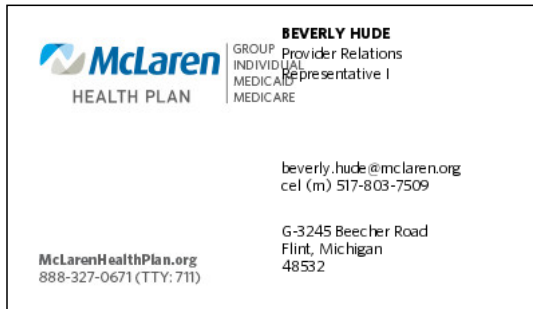 McLaren
HEALTH PLAN
GROUP
INDIVIDUAL
MEDICAID
MEDICARE
BEVERLY HUDE
Provider Relations
Representative I
beverly.hude@mclaren.org
cel (m) 517-803-7509
G-3245 Beecher Road
Flint, Michigan
48532
McLarenHealthPlan.org
888-327-0671 (TTY: 711)